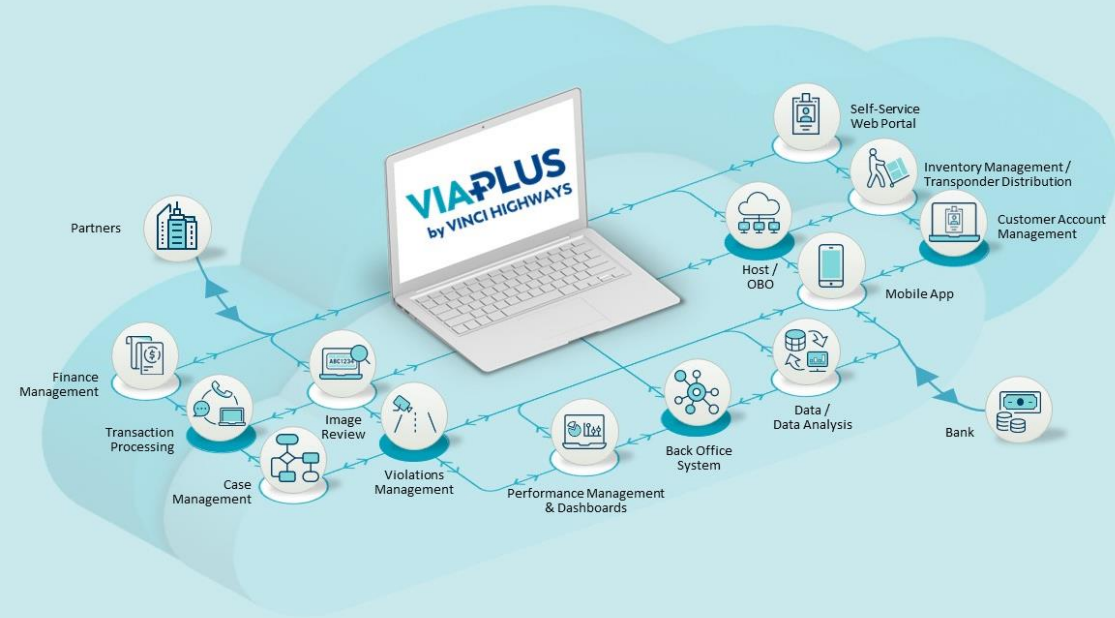 VIAPLUS
by VINCI HIGHWAYS
Self-Service
Web Portal
Inventory Management /
Transponder Distribution
Customer Account
Management
Partners
Host /
OBO
Mobile App
Finance
Management
ABC1234
Image
Review
Transaction
Processing
Case
Management
Violations
Management
Performance Management
& Dashboards
Back Office
System
Data /
Data Analysis
Bank